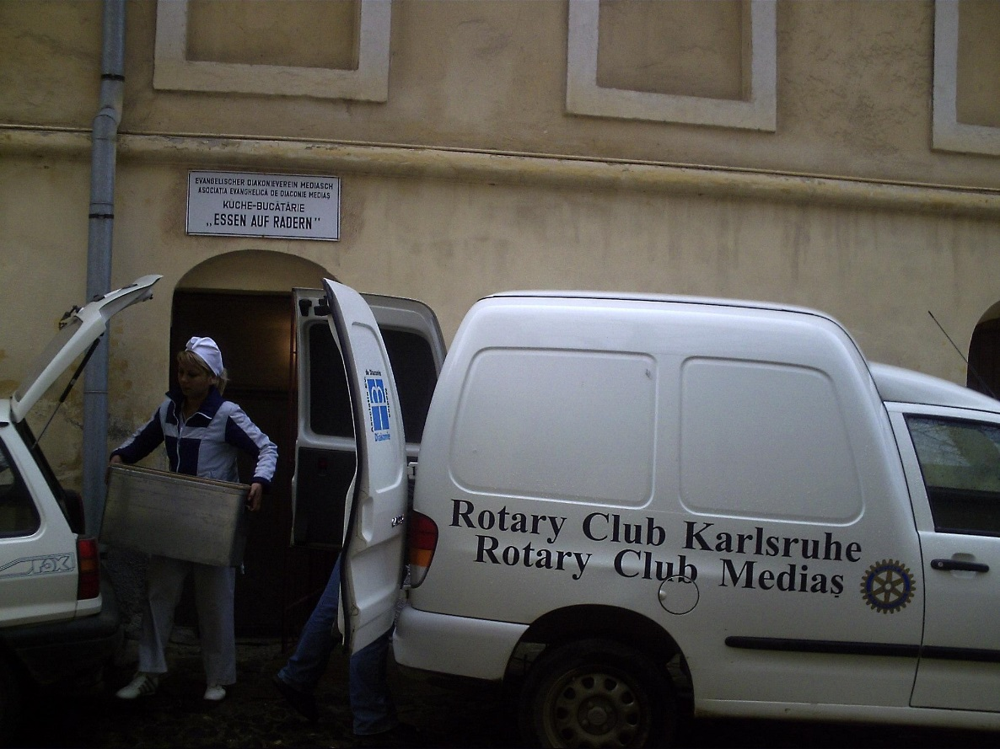 EVANGELISCHER DIAKONIEVEREIN MEDIASCH
ASOCIAȚIA EVANGHELICĂ DE DIACONIE MEDIAȘ
KÜCHE-BUCĂTĂRIE
„ESSEN AUF RADERN”
Diakonie
Rotary Club Karlsruhe
Rotary Club Mediaș